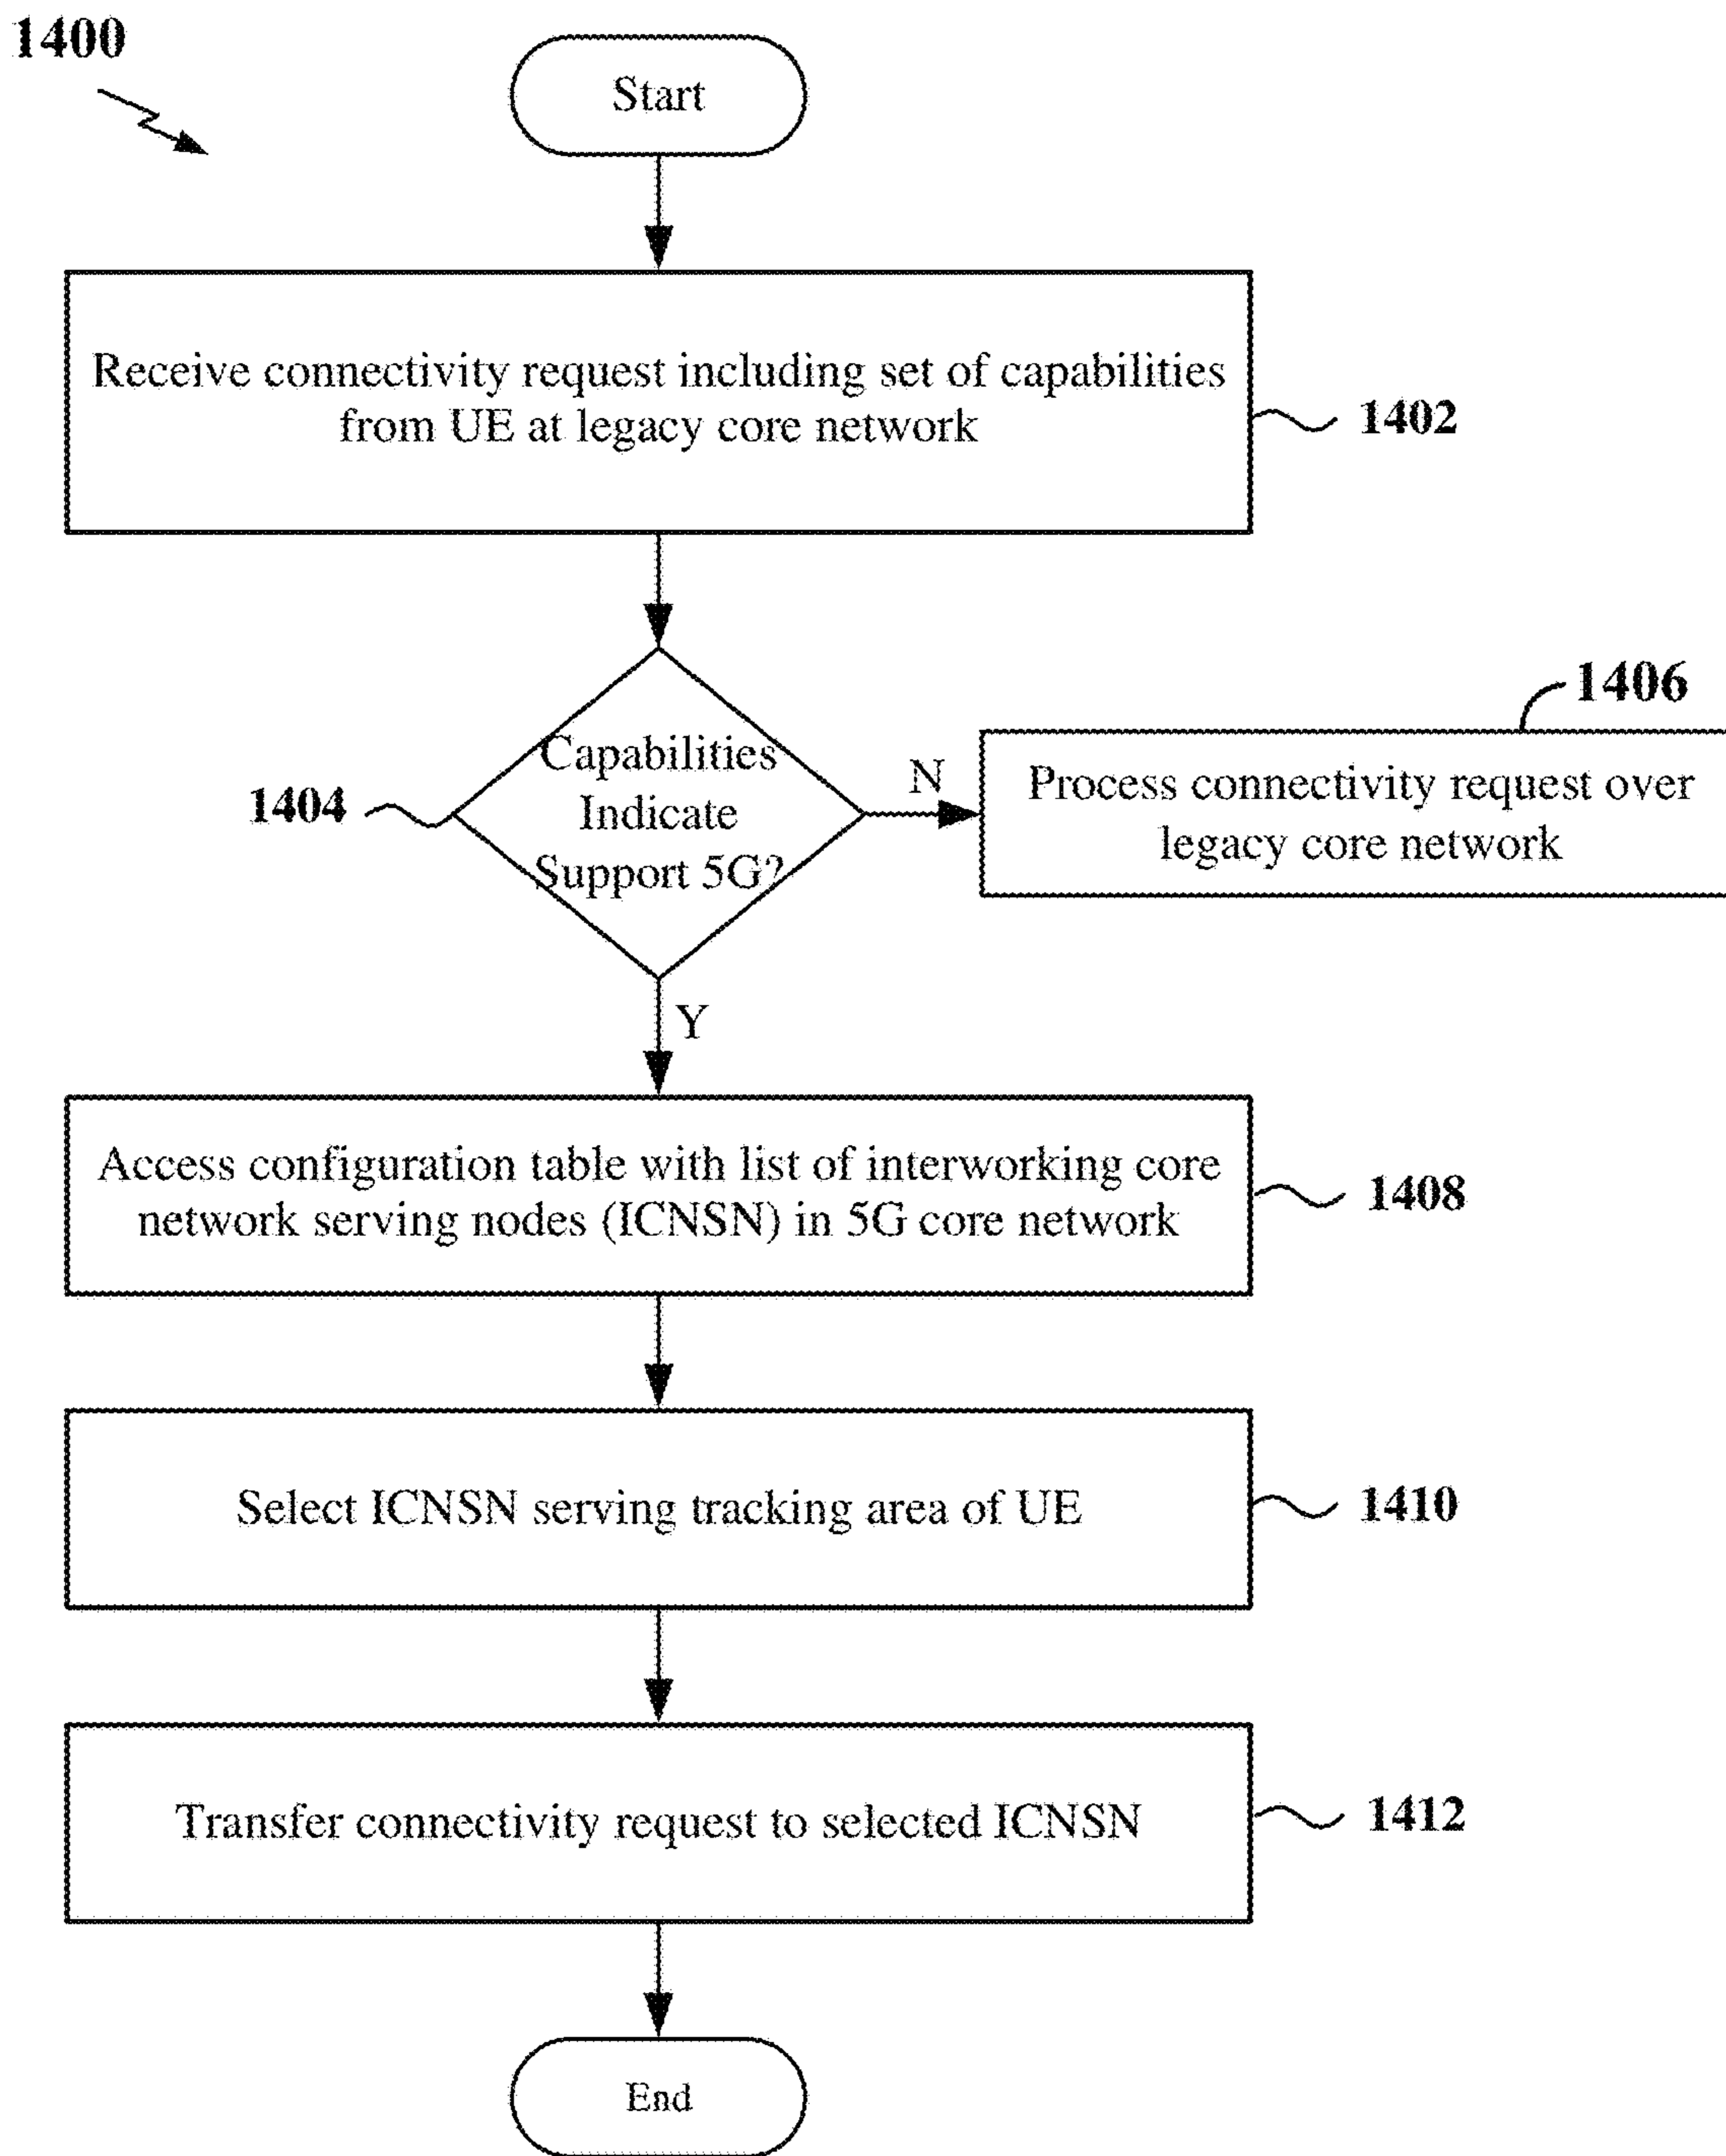 1400
Start
Receive connectivity request including set of capabilities
from UE at legacy core network
1402
1404
Capabilities
Indicate
Support 5G?
N
1406
Process connectivity request over
legacy core network
Y
Access configuration table with list of interworking core
network serving nodes (ICNSN) in 5G core network
1408
Select ICNSN serving tracking area of UE
1410
Transfer connectivity request to selected ICNSN
1412
End